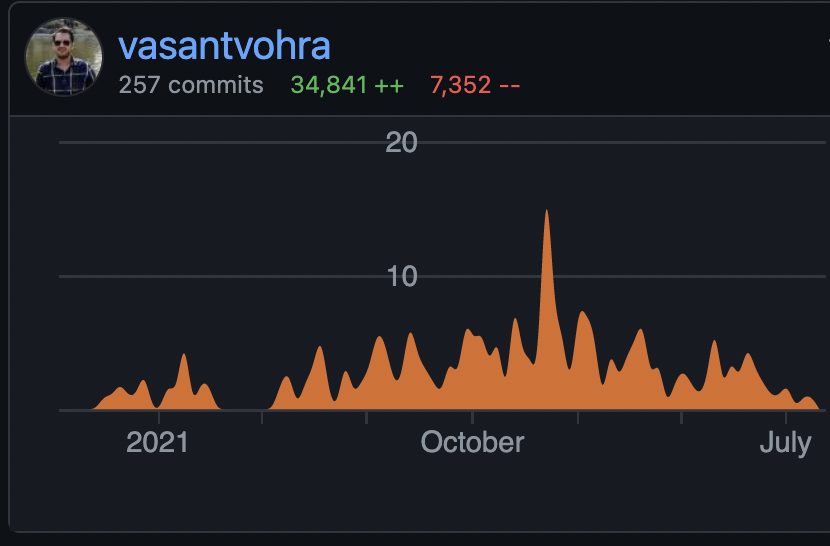 vasantvohra
257 commits 34,841 ++ 7,352 --
20
10
2021 October July